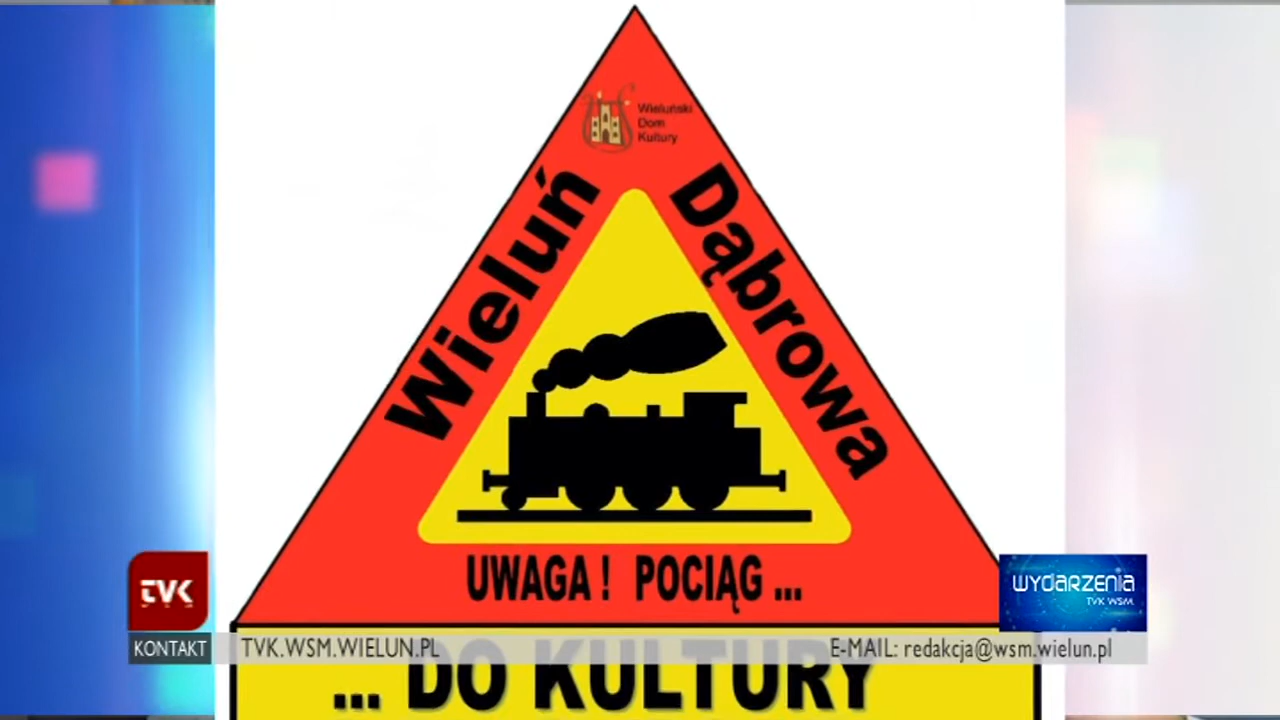 Wieluński
Dom
Kultury
Wieluń
Dąbrowa
UWAGA ! POCIĄG ...
... DO KULTURY
TVK
WSM
WYDARZENIA
TVK WSM
KONTAKT
TVK.WSM.WIELUN.PL
E-MAIL: redakcja@wsm.wielun.pl